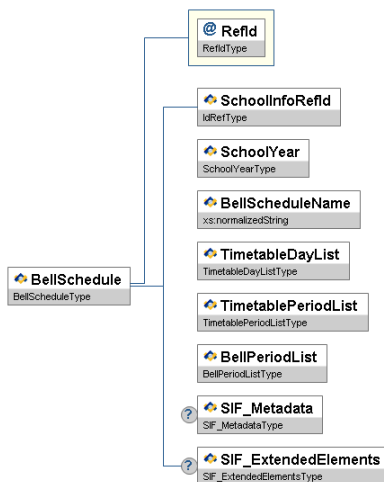 @ RefId
RefIdType
SchoolInfoRefId
IdRefType
SchoolYear
SchoolYearType
BellScheduleName
xs:normalizedString
TimetableDayList
TimetableDayListType
BellSchedule
BellScheduleType
TimetablePeriodList
TimetablePeriodListType
BellPeriodList
BellPeriodListType
? SIF_Metadata
SIF_MetadataType
? SIF_ExtendedElements
SIF_ExtendedElementsType